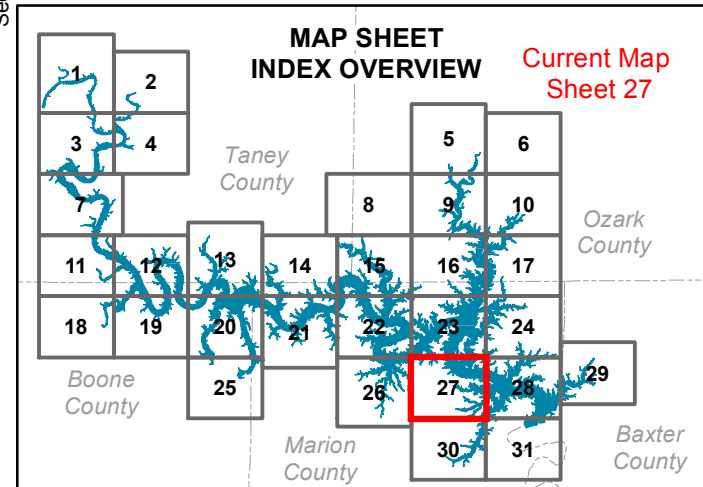 MAP SHEET
INDEX OVERVIEW
Current Map
Sheet 27
1
2
3
4
5
6
Taney
County
7
8
9
10
Ozark
County
11
12
13
14
15
16
17
18
19
20
21
22
23
24
25
26
27
28
29
Boone
County
Marion
County
30
31
Baxter
County